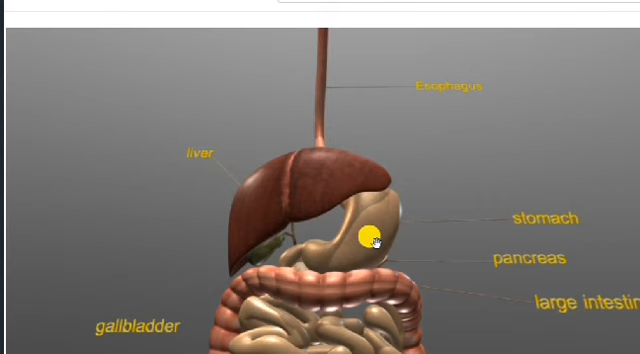 Esophagus
liver
stomach
pancreas
large intestin
gallbladder